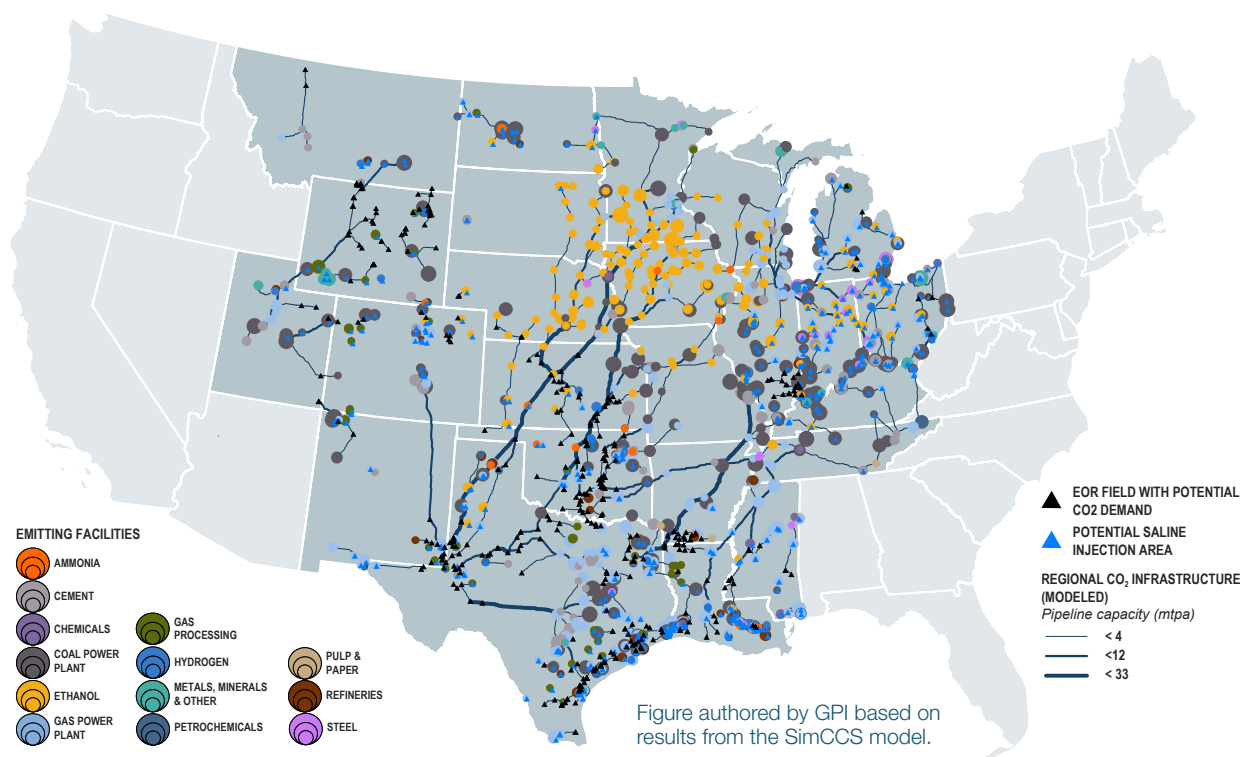 EMITTING FACILITIES
AMMONIA
CEMENT
CHEMICALS
COAL POWER
PLANT
ETHANOL
GAS POWER
PLANT
GAS
PROCESSING
HYDROGEN
METALS, MINERALS
& OTHER
PETROCHEMICALS
PULP &
PAPER
REFINERIES
STEEL
Figure authored by GPI based on
results from the SimCCS model.
EOR FIELD WITH POTENTIAL
CO2 DEMAND
POTENTIAL SALINE
INJECTION AREA
REGIONAL CO2 INFRASTRUCTURE
(MODELED)
Pipeline capacity (mtpa)
< 4
<12
< 33